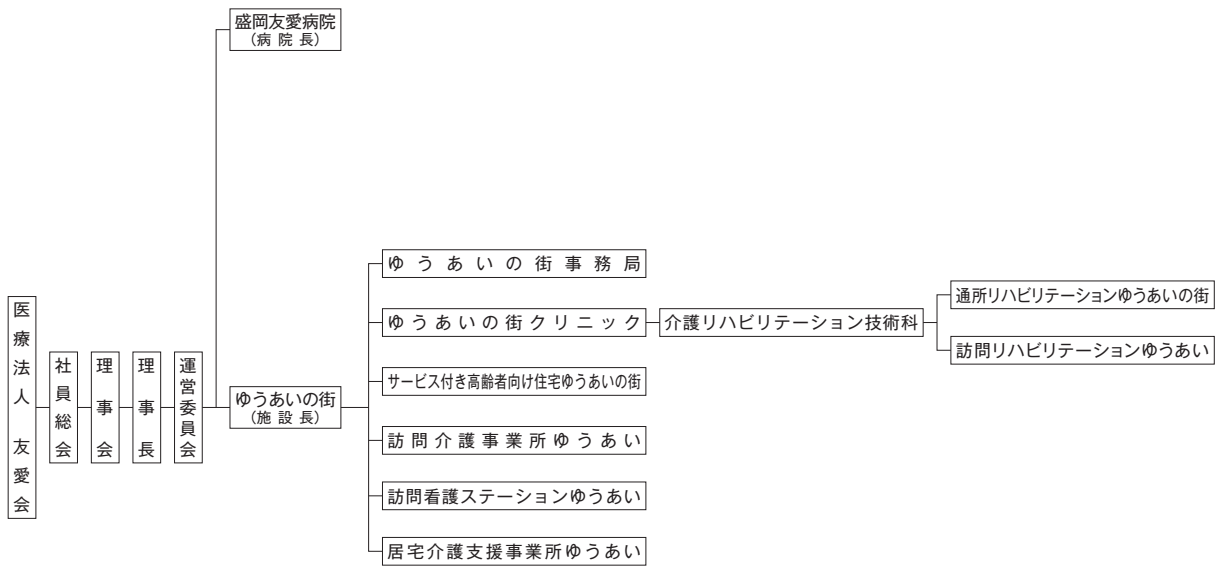 医療法人 友愛会
社員総会
理事会
理事長
運営委員会
盛岡友愛病院
(病院長)
ゆうあいの街
(施設長)
ゆうあいの街事務局
ゆうあいの街クリニック
介護リハビリテーション技術科
通所リハビリテーションゆうあいの街
訪問リハビリテーションゆうあい
サービス付き高齢者向け住宅ゆうあいの街
訪問介護事業所ゆうあい
訪問看護ステーションゆうあい
居宅介護支援事業所ゆうあい